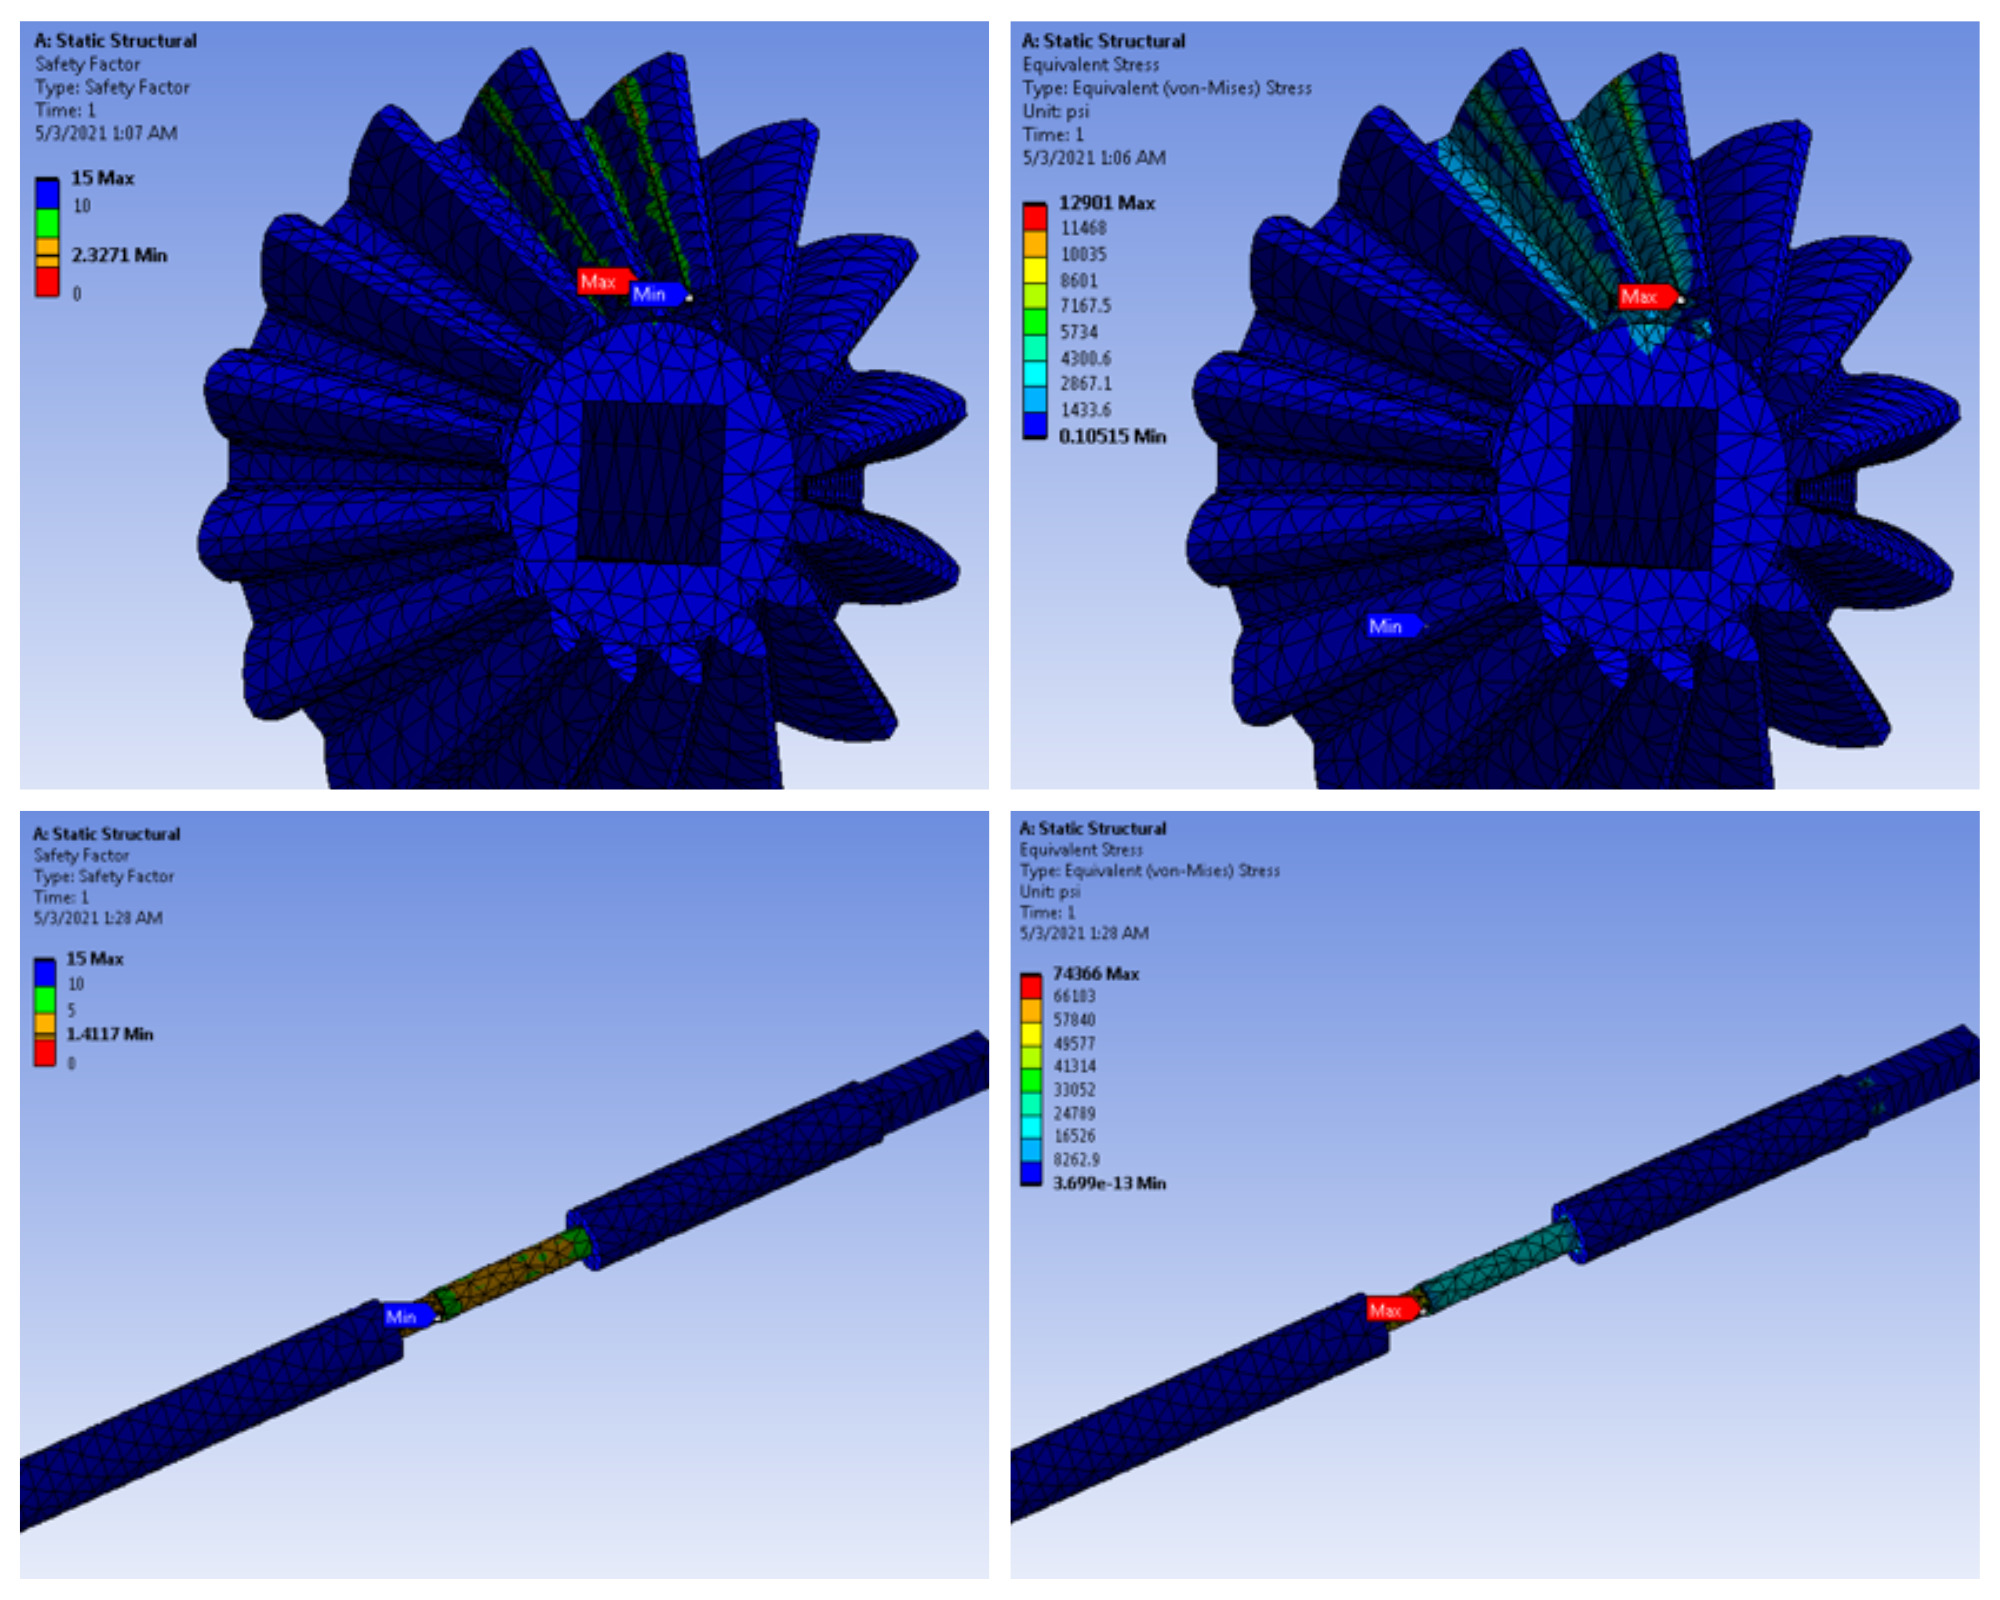 A: Static Structural
Safety Factor
Type: Safety Factor
Time: 1
5/3/2021 1:07 AM
15 Max
10
2.3271 Min
0
Max
Min
A: Static Structural
Equivalent Stress
Type: Equivalent (von-Mises) Stress
Unit: psi
Time: 1
5/3/2021 1:06 AM
12901 Max
11468
10035
8601
7167.5
5734
4300.6
2867.1
1433.6
0.10515 Min
Max
Min
A: Static Structural
Safety Factor
Type: Safety Factor
Time: 1
5/3/2021 1:28 AM
15 Max
10
5
1.4117 Min
0
Min
A: Static Structural
Equivalent Stress
Type: Equivalent (von-Mises) Stress
Unit: psi
Time: 1
5/3/2021 1:28 AM
74366 Max
66103
57840
49577
41314
33052
24789
16526
8262.9
3.699e-13 Min
Max